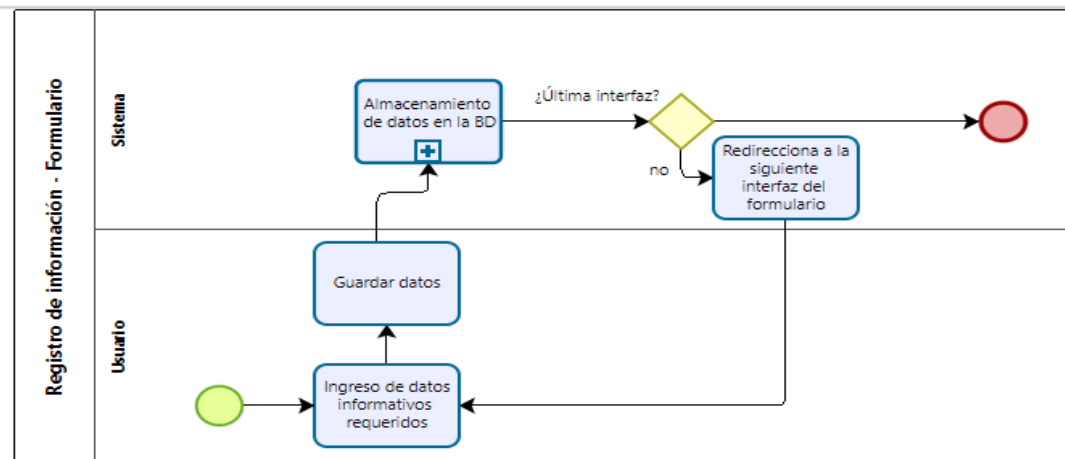 Registro de información - Formulario
Sistema
Almacenamiento
de datos en la BD
¿Última interfaz?
no
Redirecciona a la
siguiente
interfaz del
formulario
Usuario
Guardar datos
Ingreso de datos
informativos
requeridos